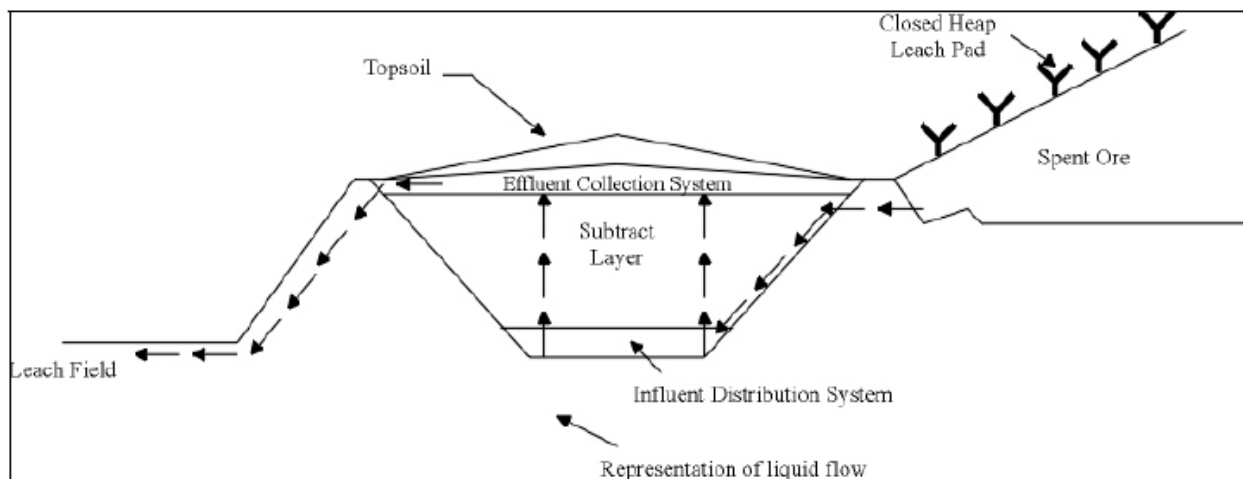 Closed Heap
Leach Pad
Topsoil
Spent Ore
Effluent Collection System
Subtract
Layer
Leach Field
Influent Distribution System
Representation of liquid flow